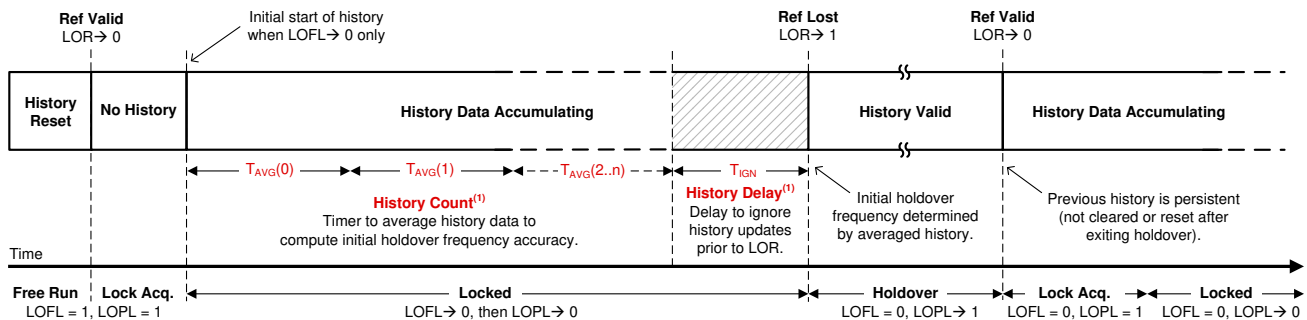 Ref Valid
LOR→ 0
Initial start of history
when LOFL→ 0 only
Ref Lost
LOR→ 1
Ref Valid
LOR→ 0
History
Reset
No History
History Data Accumulating
History Valid
History Data Accumulating
TAVG(0)
TAVG(1)
TAVG(2..n)
TIGN
History Count(1)
Timer to average history data to
compute initial holdover frequency accuracy.
History Delay(1)
Delay to ignore
history updates
prior to LOR.
Initial holdover
frequency determined
by averaged history.
Previous history is persistent
(not cleared or reset after
exiting holdover).
Time
Free Run
Lock Acq.
LOFL = 1, LOPL = 1
Locked
LOFL→ 0, then LOPL→ 0
Holdover
LOFL = 0, LOPL→ 1
Lock Acq.
LOFL = 0, LOPL = 1
Locked
LOFL = 0, LOPL→ 0